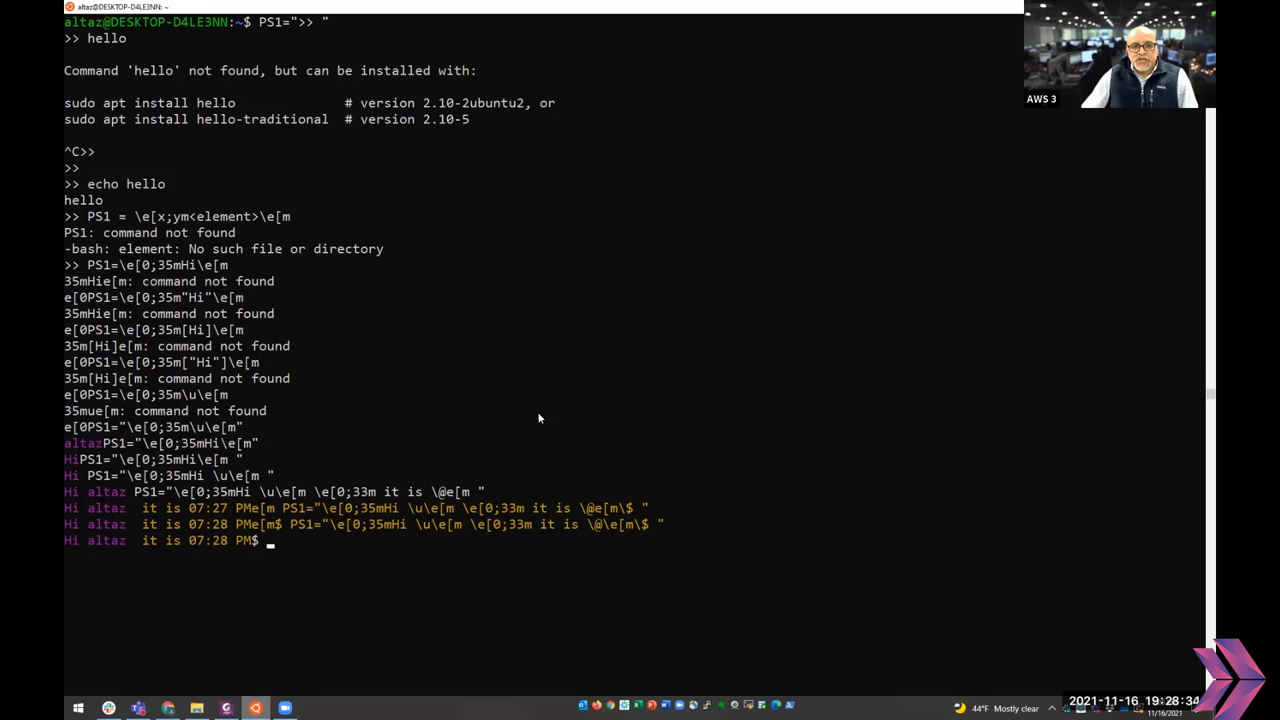 altaz@DESKTOP-D4LE3NN: ~
altaz@DESKTOP-D4LE3NN:~$ PS1=">> "
>> hello
Command 'hello' not found, but can be installed with:
sudo apt install hello # version 2.10-2ubuntu2, or
sudo apt install hello-traditional # version 2.10-5
^C>>
>>
>> echo hello
hello
>> PS1 = \e[x;ym<element>\e[m
PS1: command not found
-bash: element: No such file or directory
>> PS1=\e[0;35mHi\e[m
35mHie[m: command not found
e[0PS1=\e[0;35m"Hi"\e[m
35mHie[m: command not found
e[0PS1=\e[0;35m[Hi]\e[m
35m[Hi]e[m: command not found
e[0PS1=\e[0;35m["Hi"]\e[m
35m[Hi]e[m: command not found
e[0PS1=\e[0;35m\u\e[m
35mue[m: command not found
e[0PS1="\e[0;35m\u\e[m"
altazPS1="\e[0;35mHi\e[m"
HiPS1="\e[0;35mHi\e[m "
Hi PS1="\e[0;35mHi \u\e[m "
Hi altaz PS1="\e[0;35mHi \u\e[m \e[0;33m it is \@e[m "
Hi altaz  it is 07:27 PMe[m PS1="\e[0;35mHi \u\e[m \e[0;33m it is \@e[m\$ "
Hi altaz  it is 07:28 PMe[m$ PS1="\e[0;35mHi \u\e[m \e[0;33m it is \@\e[m\$ "
Hi altaz  it is 07:28 PM$
AWS 3
44°F Mostly clear
2021-11-16 19:28:34
11/16/2021